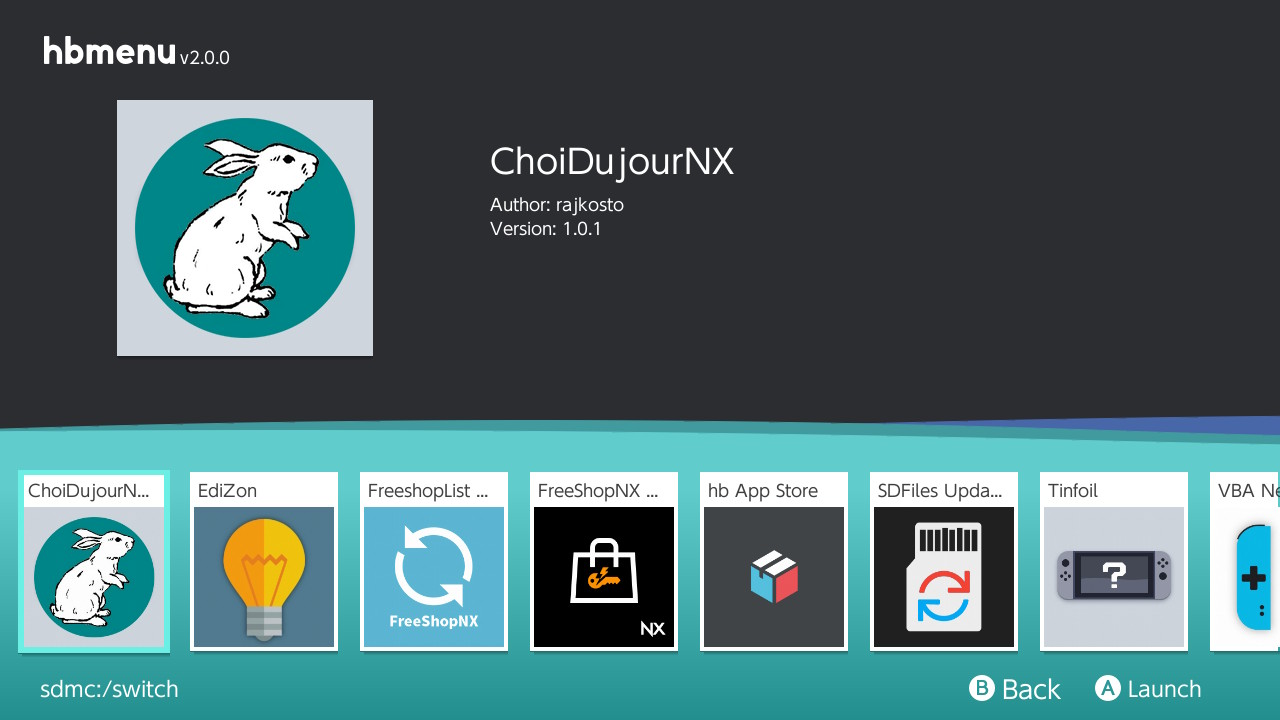 hbmenu v2.0.0
ChoiDujourNX
Author: rajkosto
Version: 1.0.1
ChoiDujourN...
EdiZon
FreeshopList ...
FreeShopNX ...
hb App Store
SDFiles Upda...
Tinfoil
VBA Ne
FreeShopNX
NX
?
sdmc:/switch
B Back
A Launch